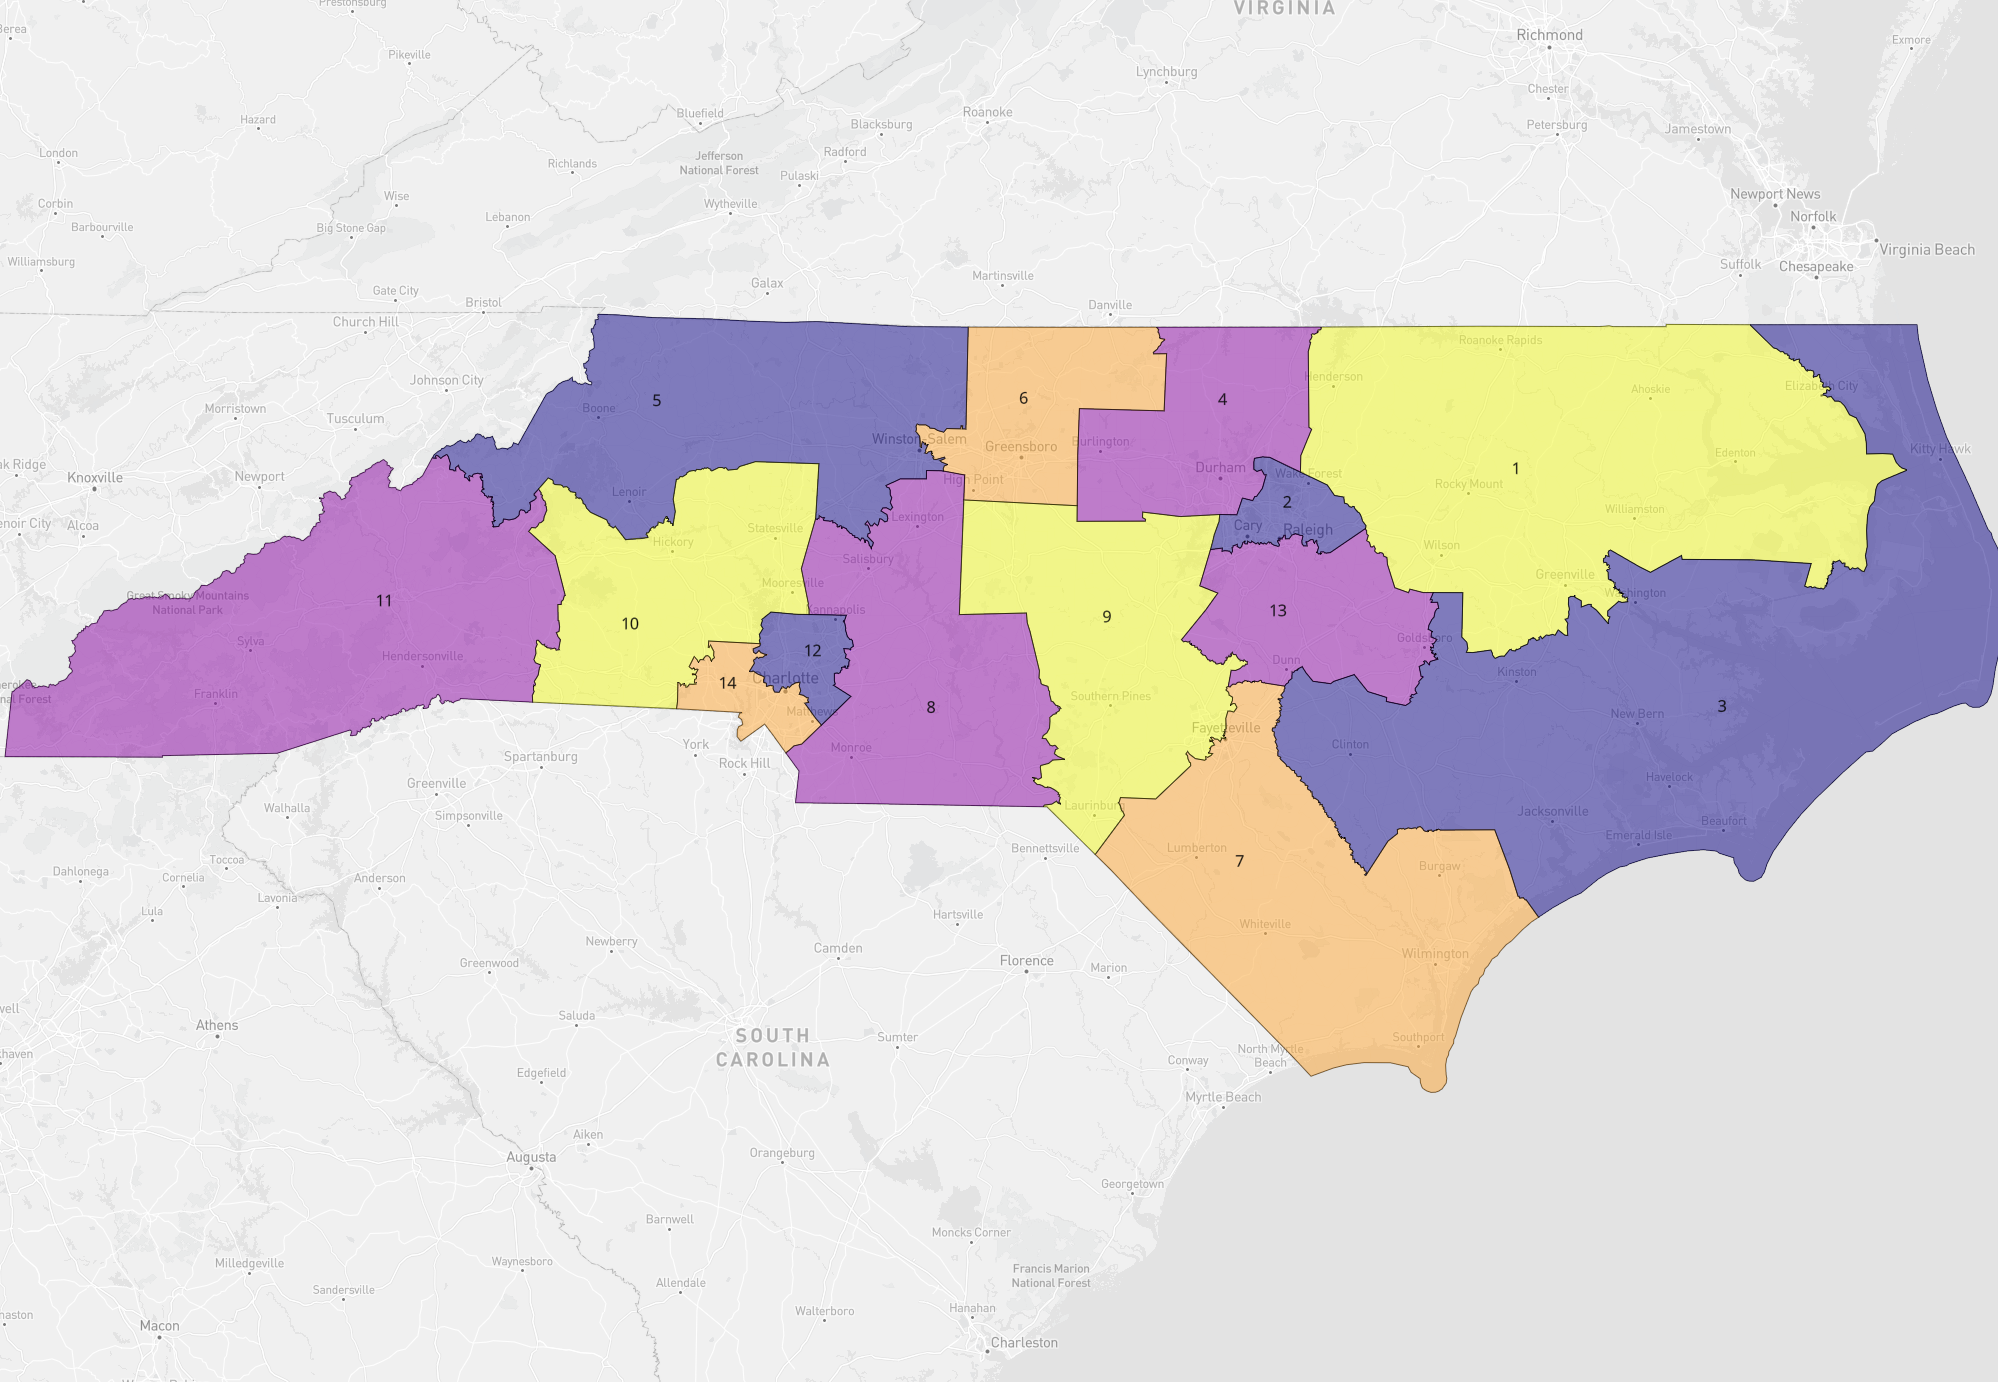 Prestonsburg
VIRGINIA
Richmond
Exmore
Berea
Pikeville
Lynchburg
Chester
Hazard
Bluefield
Roanoke
Blacksburg
Petersburg
Jamestown
London
Richlands
Jefferson
National Forest
Radford
Pulaski
Wise
Corbin
Lebanon
Wytheville
Newport News
Norfolk
Barbourville
Big Stone Gap
Virginia Beach
Williamsburg
Martinsville
Suffolk
Chesapeake
Gate City
Bristol
Galax
Danville
Church Hill
Roanoke Rapids
Johnson City
Henderson
Ahoskie
Elizabeth City
Morristown
Boone
5
6
4
Tusculum
Winston-Salem
Greensboro
Burlington
Kitty Hawk
ak Ridge
Knoxville
Newport
High Point
Durham
Wake Forest
1
Edenton
Rocky Mount
Lenoir
2
Williamston
enoir City
Alcoa
Lexington
Cary
Raleigh
Statesville
Hickory
Salisbury
Wilson
Mooresville
Greenville
Great Smoky Mountains
National Park
11
Kannapolis
Washington
10
9
13
Sylva
12
Goldsboro
Hendersonville
Dunn
Kinston
Charlotte
14
nal Forest
Franklin
Southern Pines
8
3
Matthews
New Bern
Fayetteville
York
Monroe
Clinton
Spartanburg
Rock Hill
Greenville
Havelock
Walhalla
Laurinburg
Jacksonville
Simpsonville
Beaufort
Emerald Isle
Bennettsville
Lumberton
7
Toccoa
Dahlonega
Cornelia
Anderson
Burgaw
Lavonia
Lula
Hartsville
Whiteville
Newberry
Camden
Greenwood
Florence
Marion
Wilmington
Saluda
Athens
SOUTH
CAROLINA
Sumter
Southport
North Myrtle
Beach
Conway
Edgefield
Myrtle Beach
Aiken
Augusta
Orangeburg
Georgetown
Barnwell
Moncks Corner
Milledgeville
Waynesboro
Francis Marion
National Forest
Sandersville
Allendale
Walterboro
Hanahan
Macon
Charleston